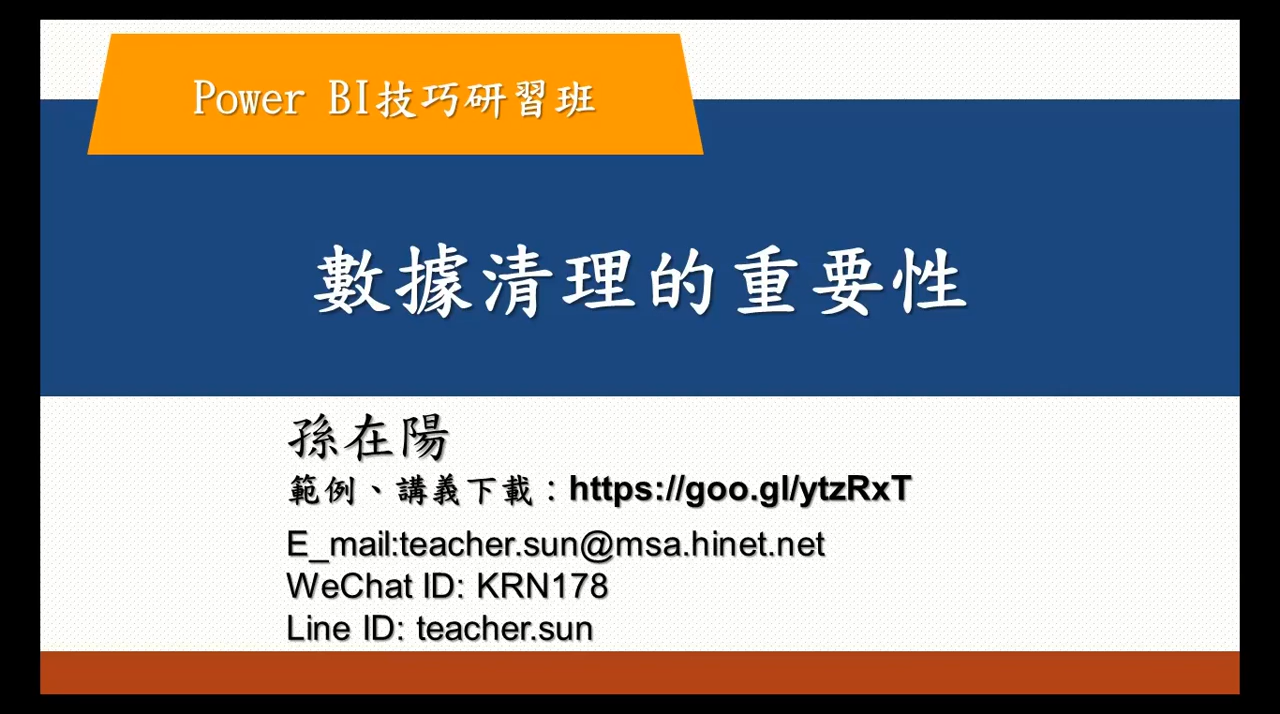 Power BI技巧研習班
數據清理的重要性
孫在陽
範例、講義下載：https://goo.gl/ytzRxT
E_mail:teacher.sun@msa.hinet.net
WeChat ID: KRN178
Line ID: teacher.sun